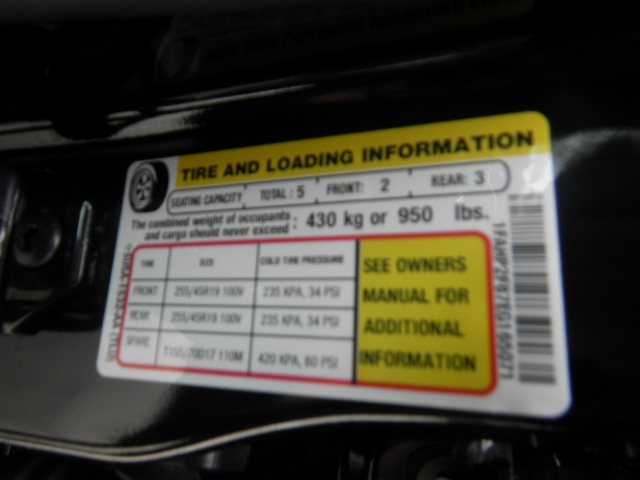 TIRE AND LOADING INFORMATION
SEATING CAPACITY TOTAL : 5 FRONT: 2 REAR: 3
The combined weight of occupants and cargo should never exceed : 430 kg or 950 lbs.
TIRE SIZE COLD TIRE PRESSURE
FRONT 255/45R19 100V 235 KPA, 34 PSI
REAR 255/45R19 100V 235 KPA, 34 PSI
SPARE T155/70D17 110M 420 KPA, 60 PSI
SEE OWNERS
MANUAL FOR
ADDITIONAL
INFORMATION